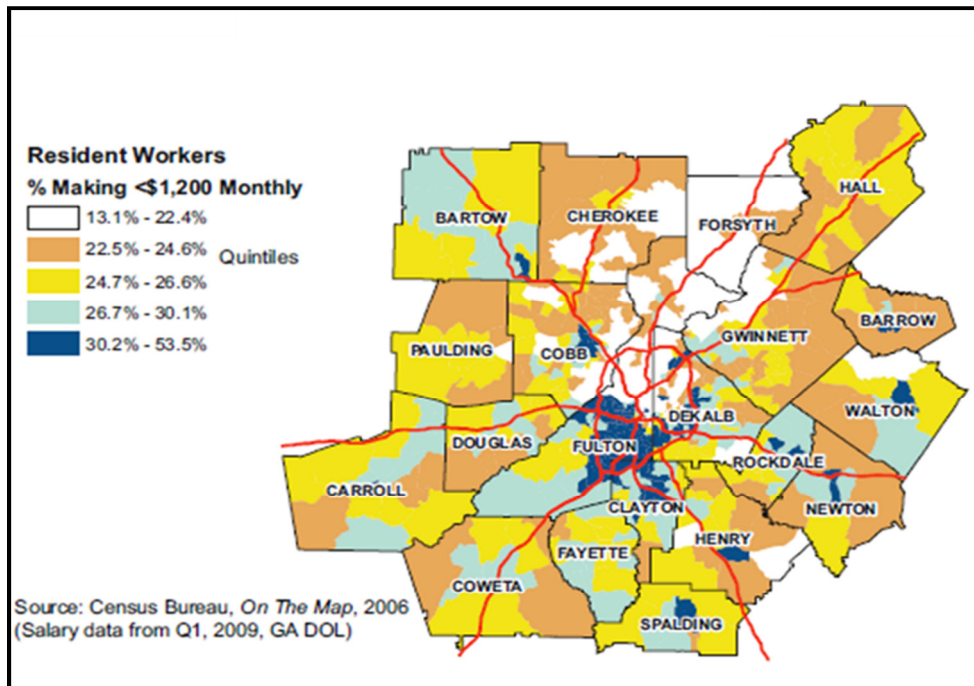 Resident Workers
% Making <$1,200 Monthly
13.1% - 22.4%
22.5% - 24.6%
Quintiles
24.7% - 26.6%
26.7% - 30.1%
30.2% - 53.5%
HALL
BARTOW
CHEROKEE
FORSYTH
BARROW
GWINNETT
PAULDING
COBB
WALTON
DEKALB
DOUGLAS
FULTON
ROCKDALE
CARROLL
CLAYTON
NEWTON
HENRY
FAYETTE
COWETA
SPALDING
Source: Census Bureau, On The Map, 2006
(Salary data from Q1, 2009, GA DOL)